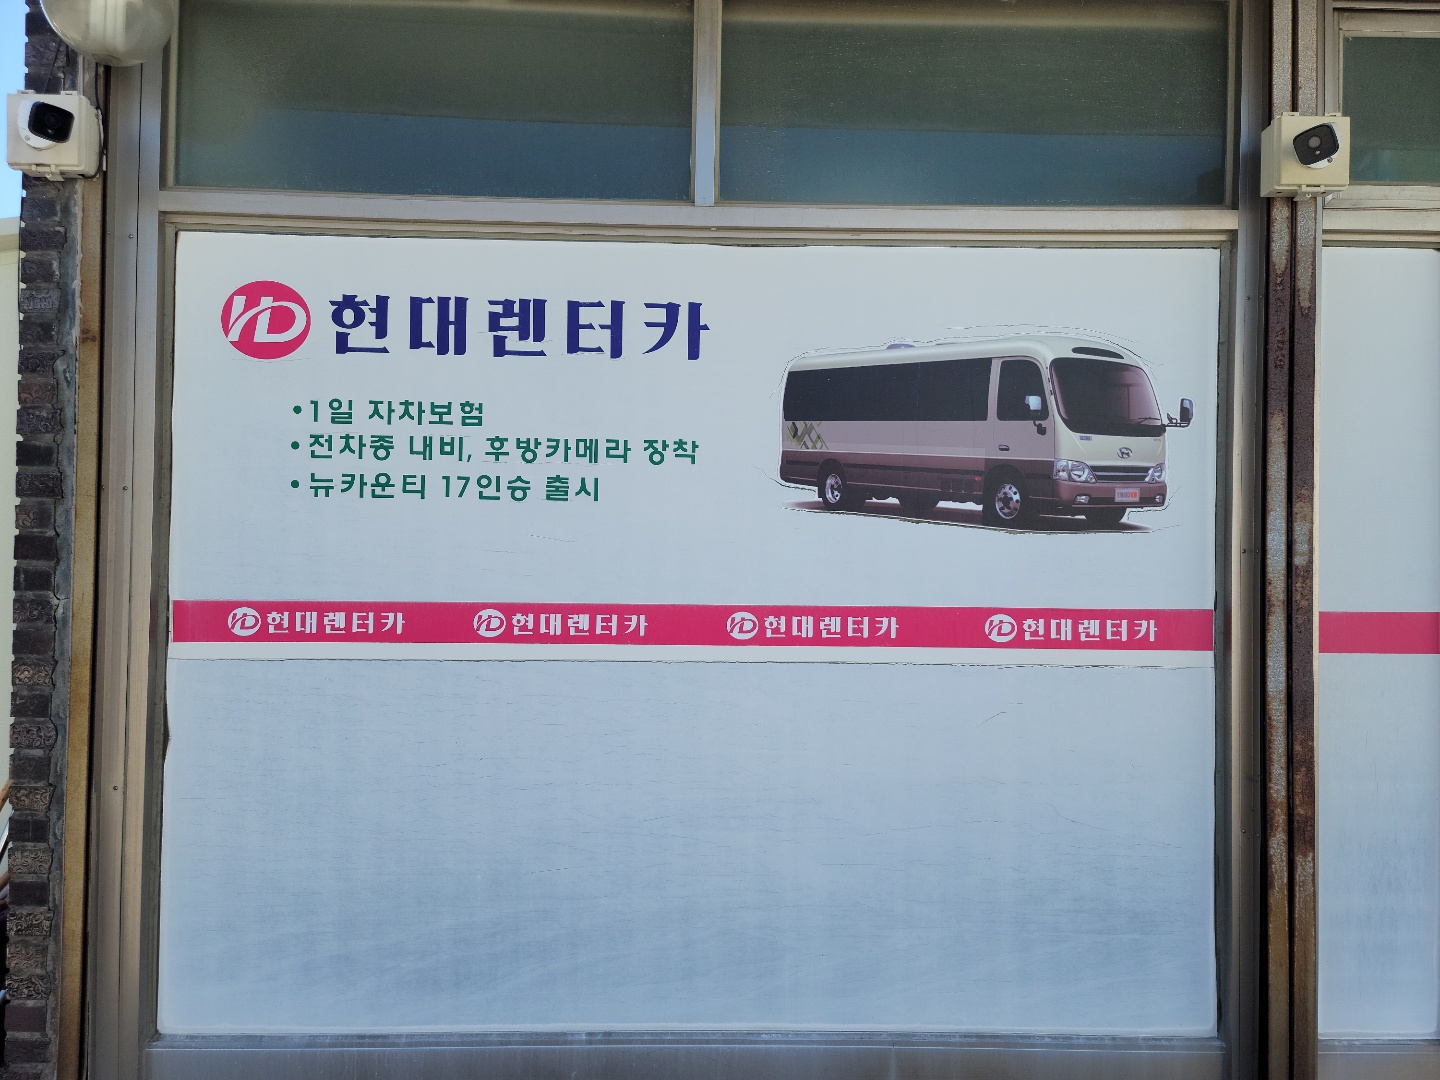 HD 현대렌터카
•1일 자차보험
•전차종 내비, 후방카메라 장착
•뉴카운티 17인승 출시
HD 현대렌터카 HD 현대렌터카 HD 현대렌터카 HD 현대렌터카